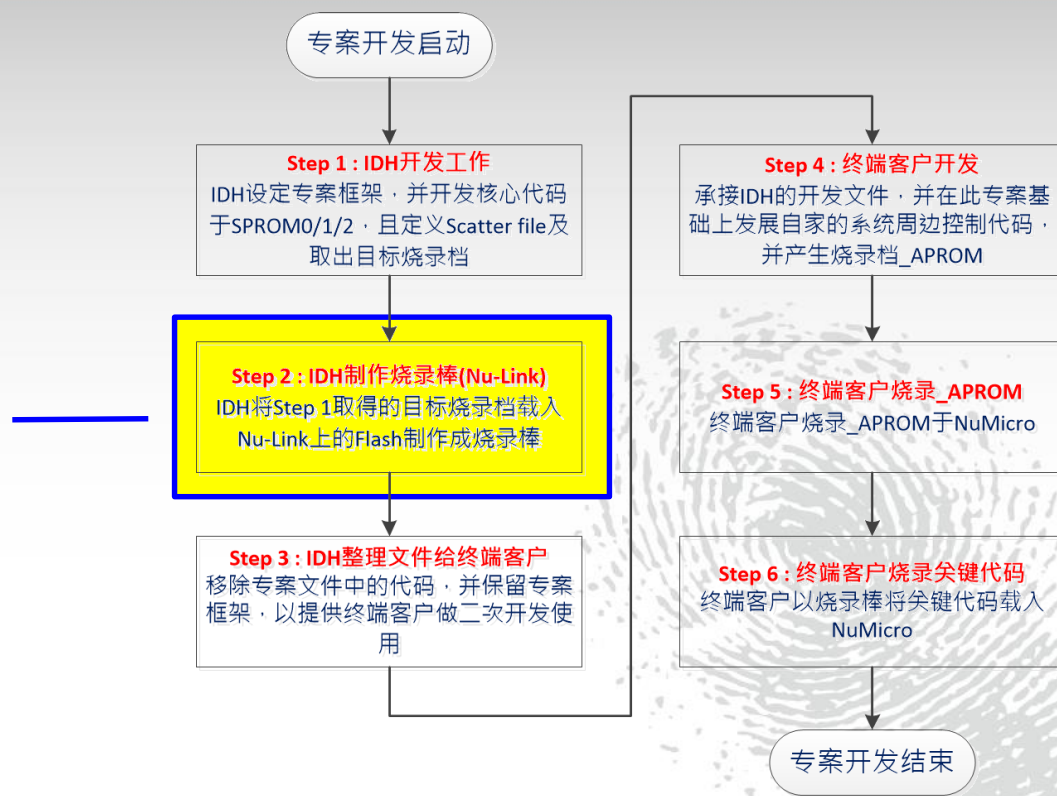 专案开发启动
Step 1 : IDH开发工作
IDH设定专案框架，并开发核心代码
于SPROM0/1/2，且定义Scatter file及
取出目标烧录档
Step 2 : IDH制作烧录棒(Nu-Link)
IDH将Step 1取得的目标烧录档载入
Nu-Link上的Flash制作成烧录棒
Step 3 : IDH整理文件给终端客户
移除专案文件中的代码，并保留专案
框架，以提供终端客户做二次开发使
用
Step 4 : 终端客户开发
承接IDH的开发文件，并在此专案基
础上发展自家的系统周边控制代码，
并产生烧录档_APROM
Step 5 : 终端客户烧录_APROM
终端客户烧录_APROM于NuMicro
Step 6 : 终端客户烧录关键代码
终端客户以烧录棒将关键代码载入
NuMicro
专案开发结束